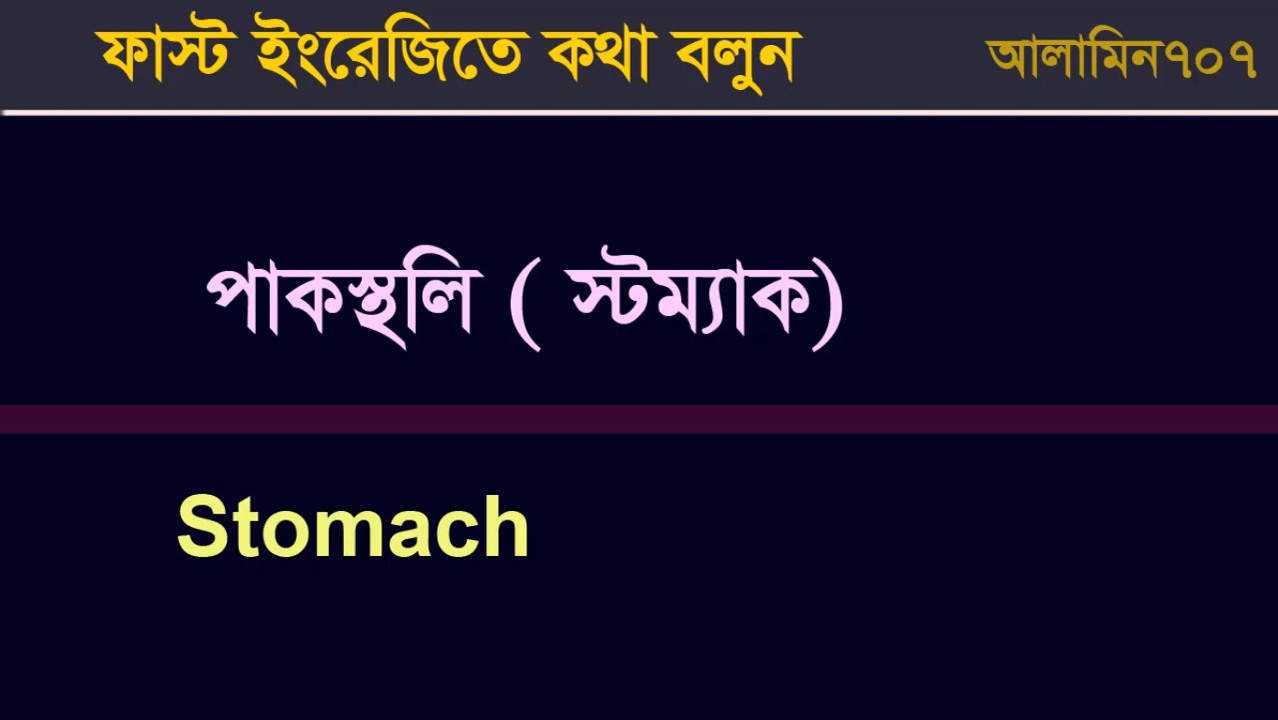 ফাস্ট ইংরেজিতে কথা বলুন আলামিন৭০৭
পাকস্থলি ( স্টম্যাক)
Stomach